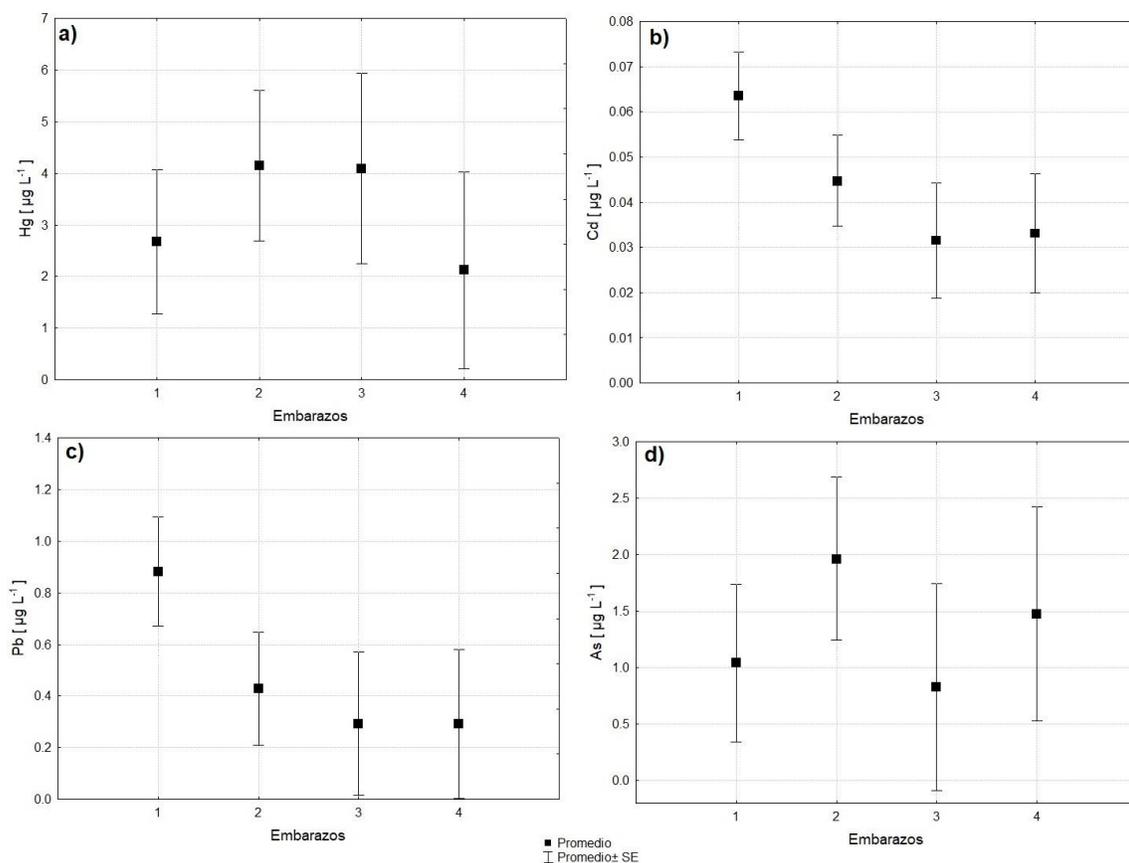 a)
7
6
5
4
3
2
1
0
Hg [ µg L⁻¹ ]
1 2 3 4
Embarazos
b)
0.08
0.07
0.06
0.05
0.04
0.03
0.02
0.01
0.00
Cd [ µg L⁻¹ ]
1 2 3 4
Embarazos
c)
1.4
1.2
1.0
0.8
0.6
0.4
0.2
0.0
Pb [ µg L⁻¹ ]
1 2 3 4
Embarazos
d)
3.0
2.5
2.0
1.5
1.0
0.5
0.0
As [ µg L⁻¹ ]
1 2 3 4
Embarazos
Promedio
Promedio± SE